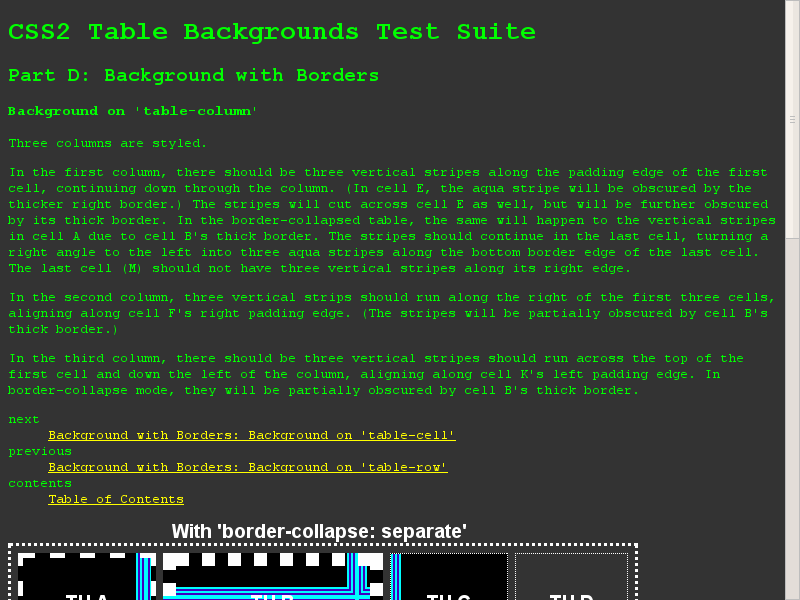 CSS2 Table Backgrounds Test Suite
Part D: Background with Borders
Background on 'table-column'
Three columns are styled.
In the first column, there should be three vertical stripes along the padding edge of the first
cell, continuing down through the column. (In cell E, the aqua stripe will be obscured by the
thicker right border.) The stripes will cut across cell E as well, but will be further obscured
by its thick border. In the border-collapsed table, the same will happen to the vertical stripes
in cell A due to cell B's thick border. The stripes should continue in the last cell, turning a
right angle to the left into three aqua stripes along the bottom border edge of the last cell.
The last cell (M) should not have three vertical stripes along its right edge.
In the second column, three vertical strips should run along the right of the first three cells,
aligning along cell F's right padding edge. (The stripes will be partially obscured by cell B's
thick border.)
In the third column, there should be three vertical stripes should run across the top of the
first cell and down the left of the column, aligning along cell K's left padding edge. In
border-collapse mode, they will be partially obscured by cell B's thick border.
next
Background with Borders: Background on 'table-cell'
previous
Background with Borders: Background on 'table-row'
contents
Table of Contents
With 'border-collapse: separate'
TH A TH B TH C TH D